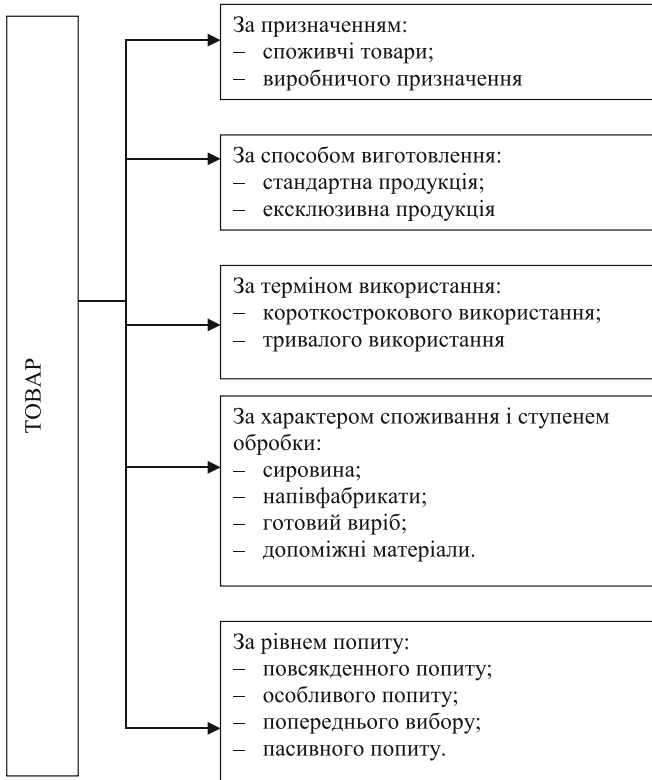 ТОВАР
За призначенням:
– споживчі товари;
– виробничого призначення
За способом виготовлення:
– стандартна продукція;
– ексклюзивна продукція
За терміном використання:
– короткострокового використання;
– тривалого використання
За характером споживання і ступенем
обробки:
– сировина;
– напівфабрикати;
– готовий виріб;
– допоміжні матеріали.
За рівнем попиту:
– повсякденного попиту;
– особливого попиту;
– попереднього вибору;
– пасивного попиту.